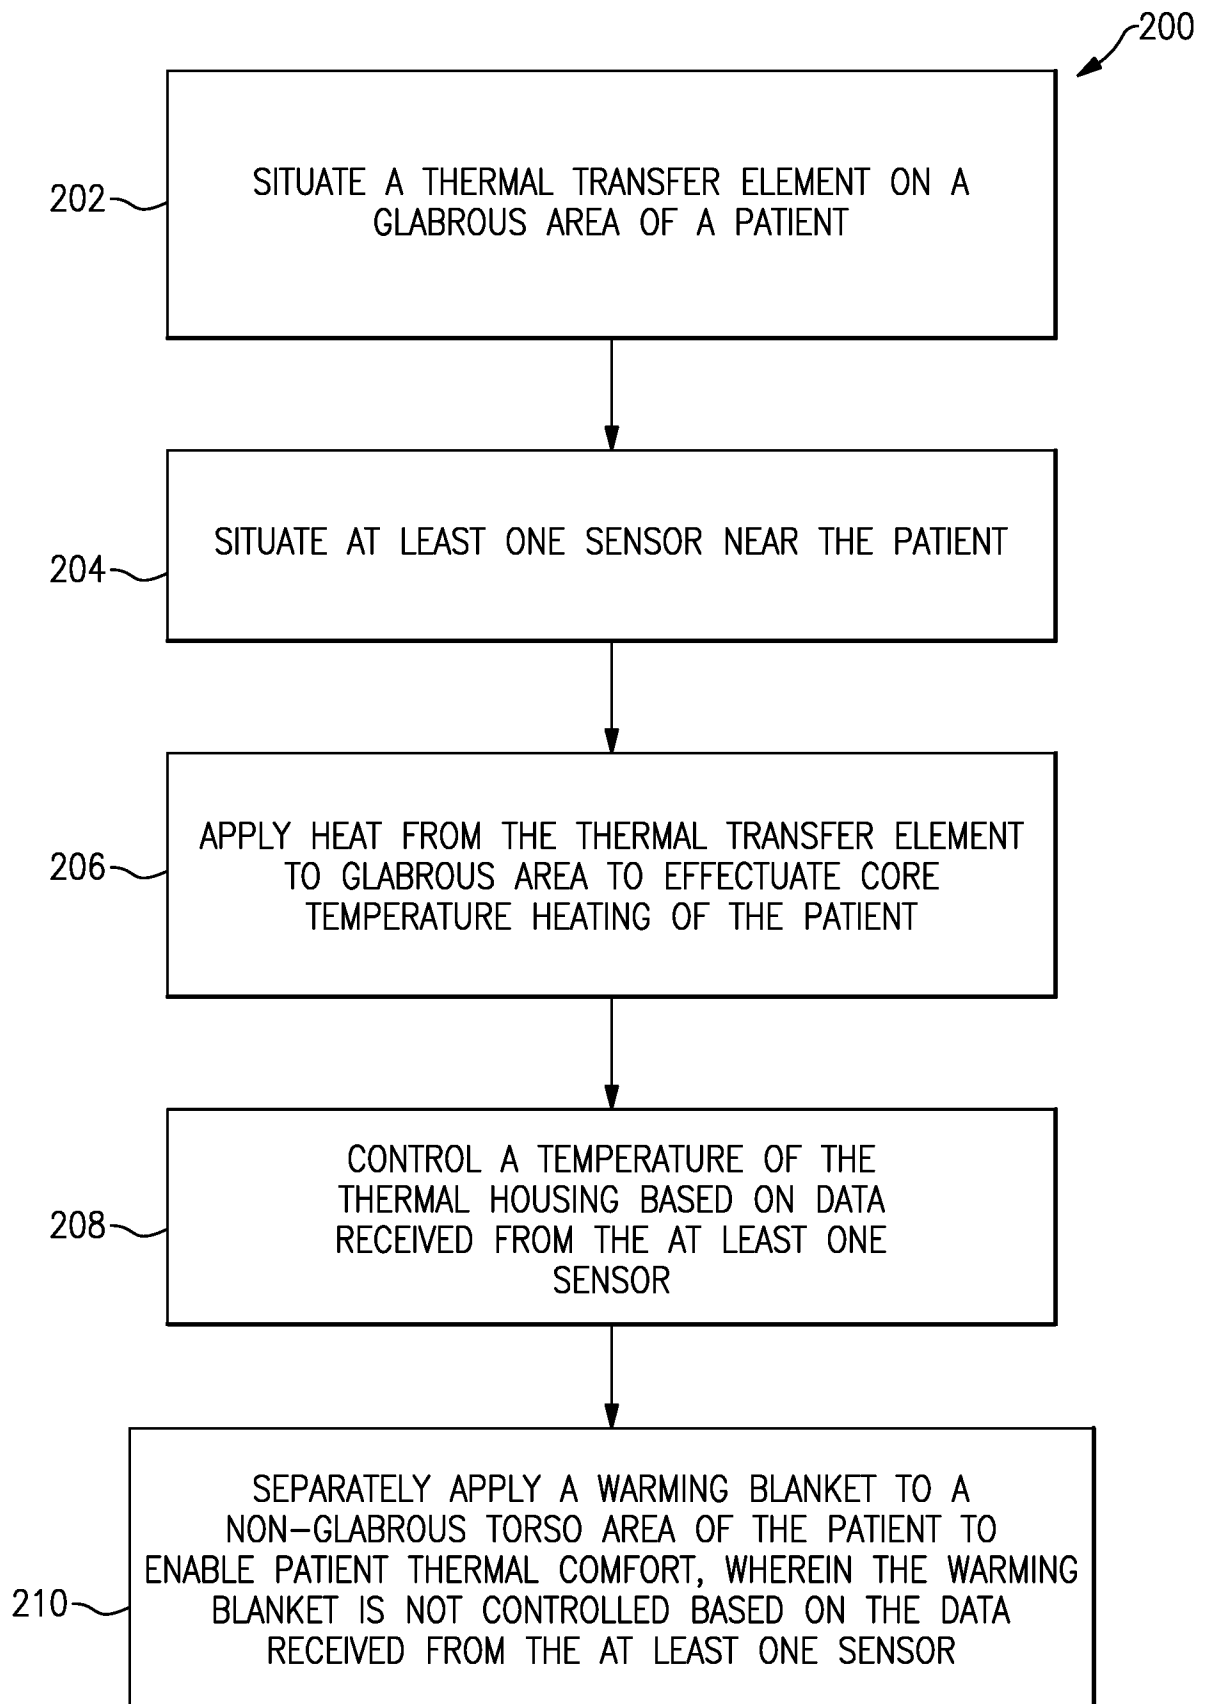 200
202
SITUATE A THERMAL TRANSFER ELEMENT ON A
GLABROUS AREA OF A PATIENT
204
SITUATE AT LEAST ONE SENSOR NEAR THE PATIENT
206
APPLY HEAT FROM THE THERMAL TRANSFER ELEMENT
TO GLABROUS AREA TO EFFECTUATE CORE
TEMPERATURE HEATING OF THE PATIENT
208
CONTROL A TEMPERATURE OF THE
THERMAL HOUSING BASED ON DATA
RECEIVED FROM THE AT LEAST ONE
SENSOR
210
SEPARATELY APPLY A WARMING BLANKET TO A
NON-GLABROUS TORSO AREA OF THE PATIENT TO
ENABLE PATIENT THERMAL COMFORT, WHEREIN THE WARMING
BLANKET IS NOT CONTROLLED BASED ON THE DATA
RECEIVED FROM THE AT LEAST ONE SENSOR